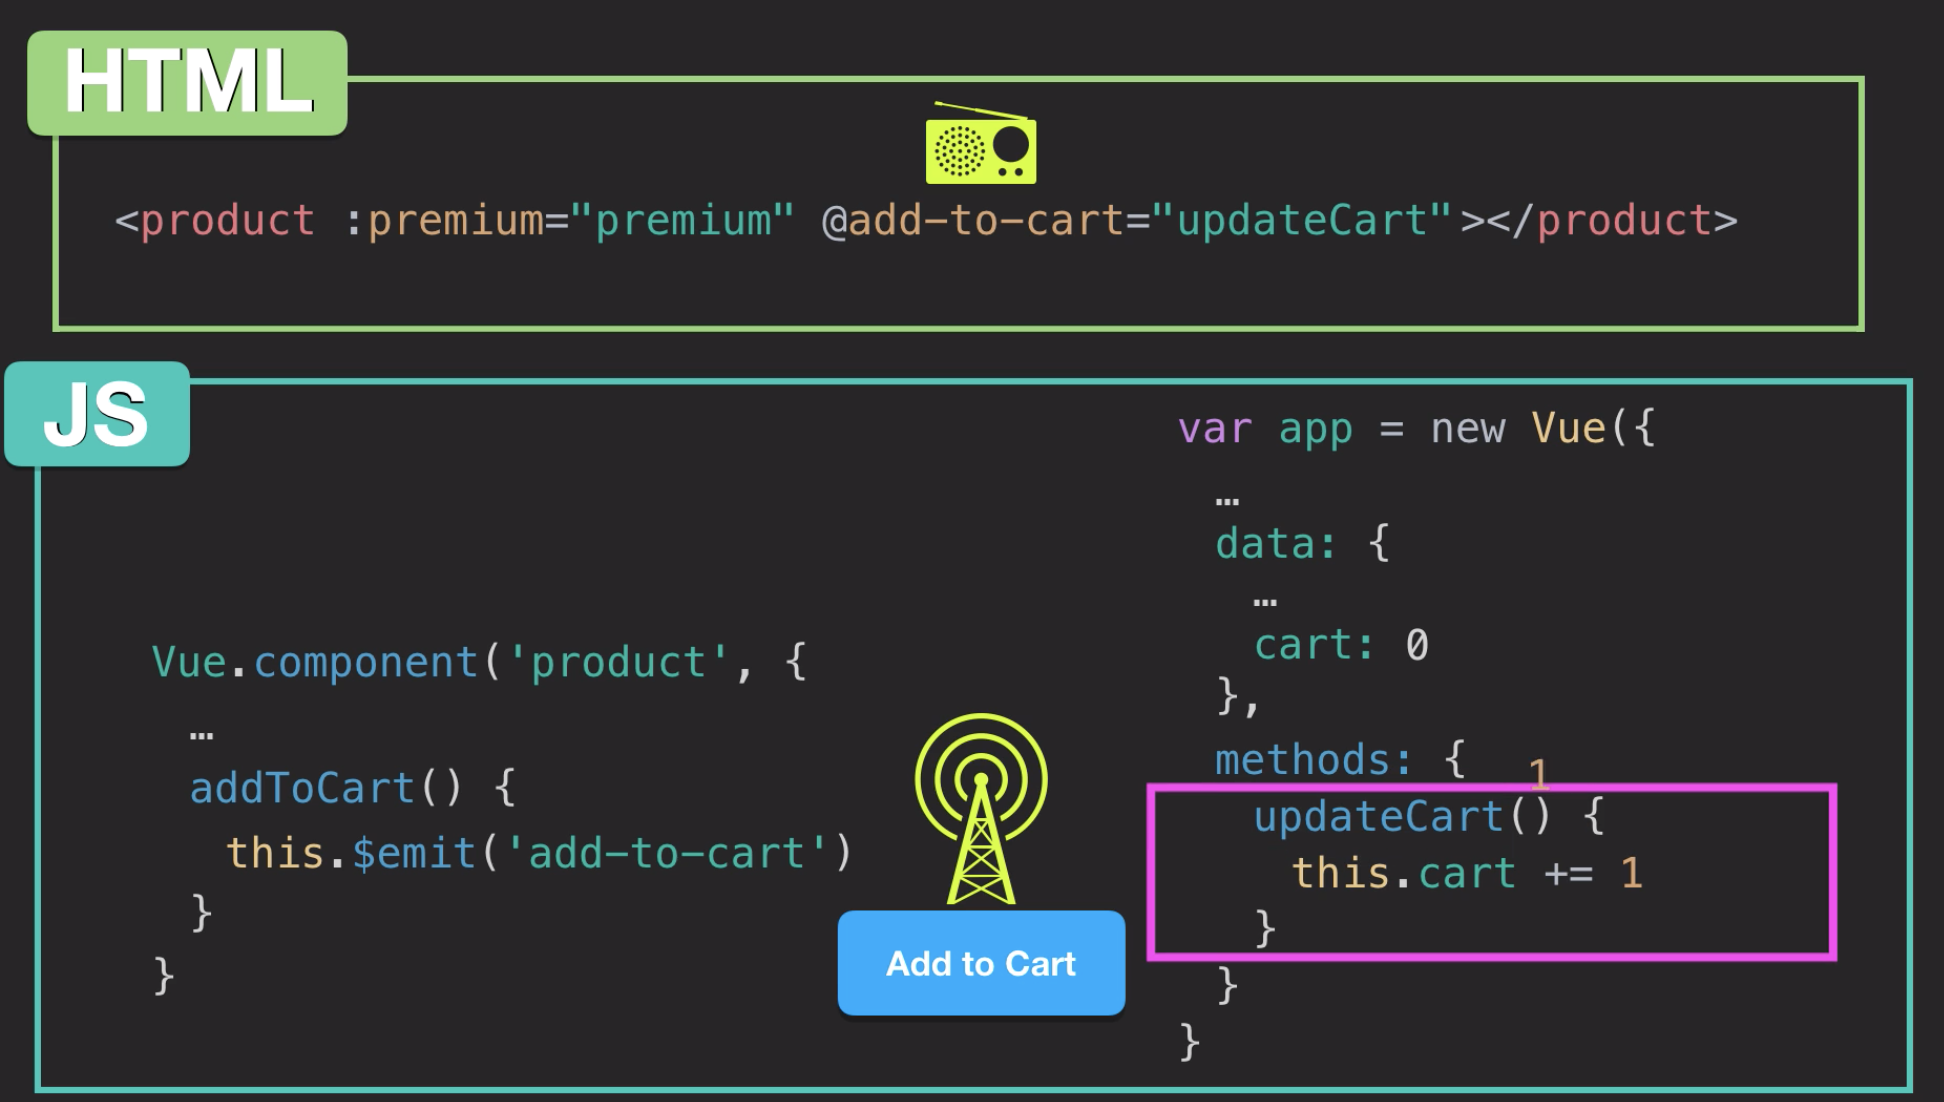 HTML
<product :premium="premium" @add-to-cart="updateCart"></product>
JS
Vue.component('product', {
…
addToCart() {
this.$emit('add-to-cart')
}
}
Add to Cart
var app = new Vue({
…
data: {
…
cart: 0
},
methods: {
1
updateCart() {
this.cart += 1
}
}
}